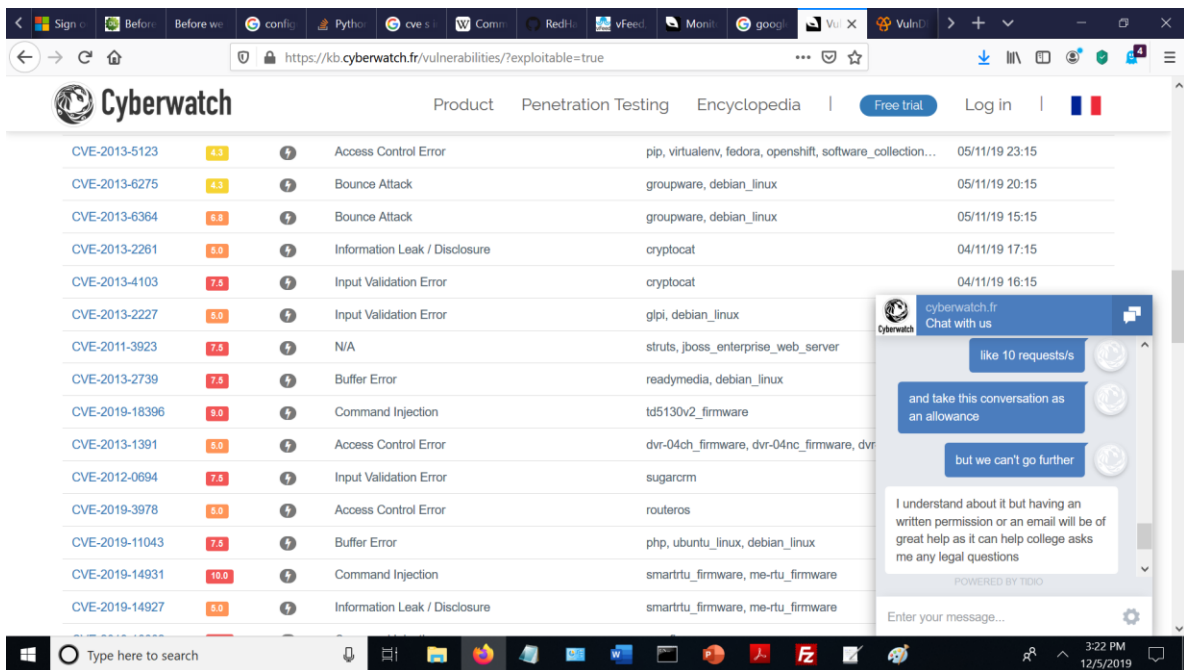 Sign o
Before
Before we
config
Pythor
cve s i
Comm
RedHa
vFeed.
Monito
googl
Vul
VulnD
https://kb.cyberwatch.fr/vulnerabilities/?exploitable=true
4
Cyberwatch
Product Penetration Testing Encyclopedia | Free trial Log in |
CVE-2013-5123 4.3 Access Control Error pip, virtualenv, fedora, openshift, software_collection... 05/11/19 23:15
CVE-2013-6275 4.3 Bounce Attack groupware, debian_linux 05/11/19 20:15
CVE-2013-6364 6.8 Bounce Attack groupware, debian_linux 05/11/19 15:15
CVE-2013-2261 5.0 Information Leak / Disclosure cryptocat 04/11/19 17:15
CVE-2013-4103 7.5 Input Validation Error cryptocat 04/11/19 16:15
CVE-2013-2227 5.0 Input Validation Error glpi, debian_linux
CVE-2011-3923 7.5 N/A struts, jboss_enterprise_web_server
CVE-2013-2739 7.5 Buffer Error readymedia, debian_linux
CVE-2019-18396 9.0 Command Injection td5130v2_firmware
CVE-2013-1391 5.0 Access Control Error dvr-04ch_firmware, dvr-04nc_firmware, dvr
CVE-2012-0694 7.5 Input Validation Error sugarcrm
CVE-2019-3978 5.0 Access Control Error routeros
CVE-2019-11043 7.5 Buffer Error php, ubuntu_linux, debian_linux
CVE-2019-14931 10.0 Command Injection smartrtu_firmware, me-rtu_firmware
CVE-2019-14927 5.0 Information Leak / Disclosure smartrtu_firmware, me-rtu_firmware
Cyberwatch
cyberwatch.fr
Chat with us
like 10 requests/s
and take this conversation as
an allowance
but we can't go further
I understand about it but having an
written permission or an email will be of
great help as it can help college asks
me any legal questions
POWERED BY TIDIO
Enter your message...
Type here to search
3:22 PM
12/5/2019